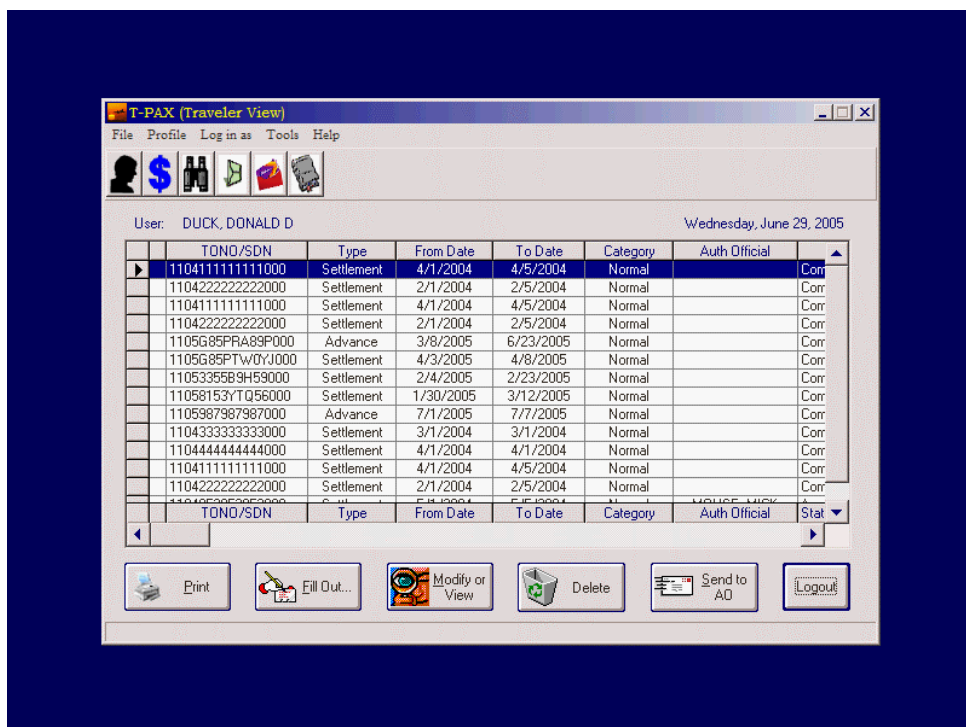 T-PAX (Traveler View)
File Profile Log in as Tools Help
User: DUCK, DONALD D Wednesday, June 29, 2005
TONO/SDN Type From Date To Date Category Auth Official
1104111111111000 Settlement 4/1/2004 4/5/2004 Normal Com
1104222222222000 Settlement 2/1/2004 2/5/2004 Normal Com
1104111111111000 Settlement 4/1/2004 4/5/2004 Normal Com
1104222222222000 Settlement 2/1/2004 2/5/2004 Normal Com
1105G85PRA89P000 Advance 3/8/2005 6/23/2005 Normal Com
1105G85PTW0YJ000 Settlement 4/3/2005 4/8/2005 Normal Com
11053355B9H59000 Settlement 2/4/2005 2/23/2005 Normal Com
11058153YTQ56000 Settlement 1/30/2005 3/12/2005 Normal Com
1105987987987000 Advance 7/1/2005 7/7/2005 Normal Com
1104333333333000 Settlement 3/1/2004 3/1/2004 Normal Com
1104444444444000 Settlement 4/1/2004 4/1/2004 Normal Com
1104111111111000 Settlement 4/1/2004 4/5/2004 Normal Com
1104222222222000 Settlement 2/1/2004 2/5/2004 Normal Com
TONO/SDN Type From Date To Date Category Auth Official Stat
Print Fill Out... Modify or View Delete Send to AO Logout